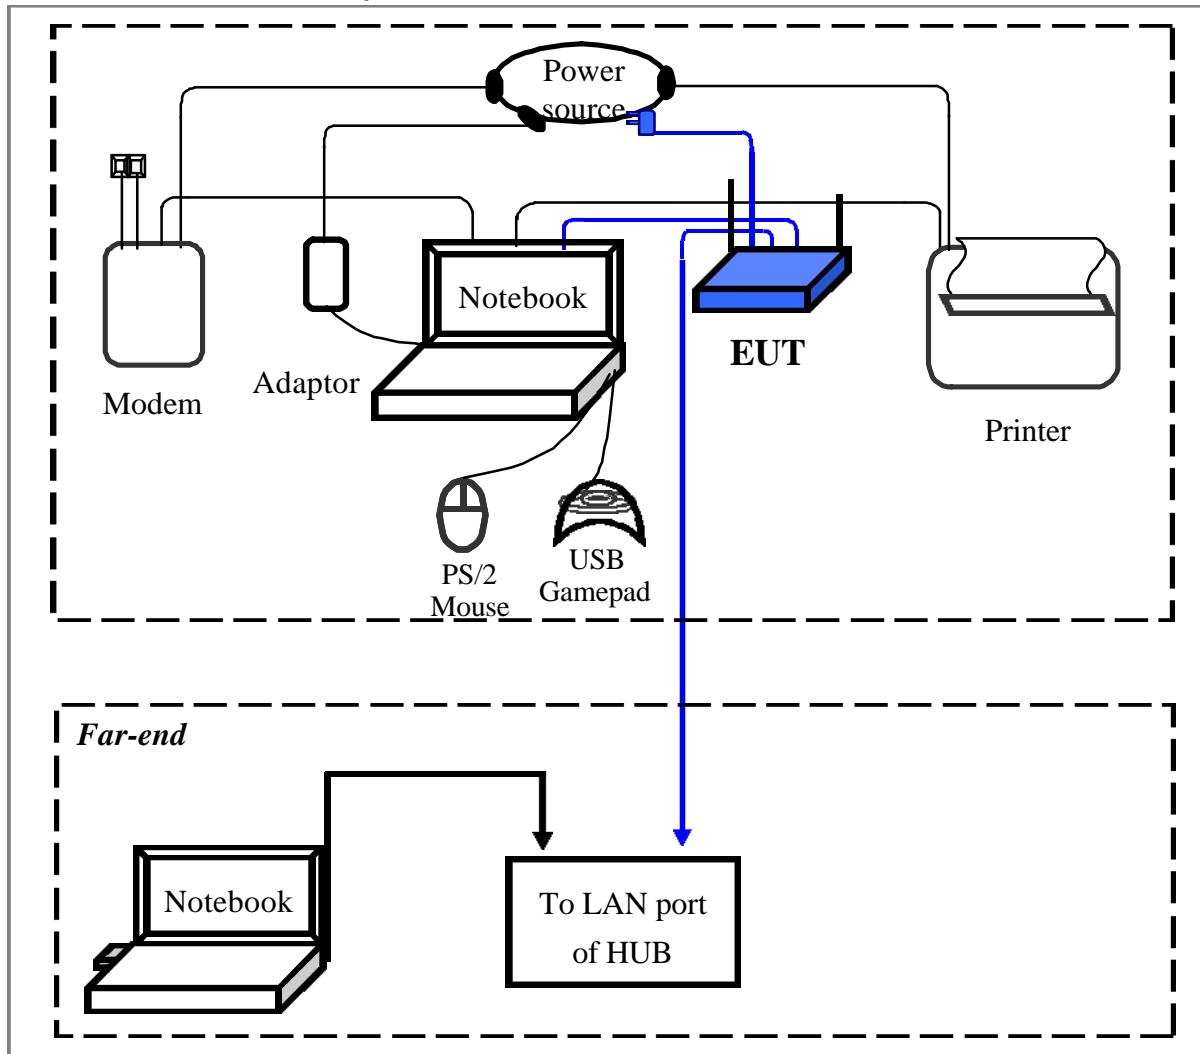 Power
source
Notebook
EUT
Adaptor
Modem
Printer
PS/2
Mouse
USB
Gamepad
Far-end
Notebook
To LAN port
of HUB